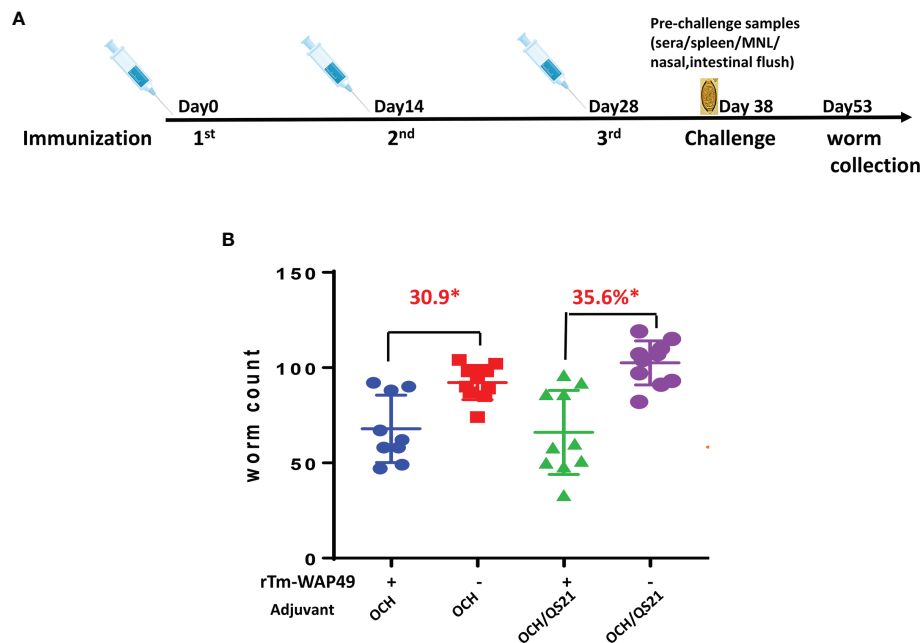 A
Pre-challenge samples
(sera/spleen/MNL/
nasal,intestinal flush)
Day0
Day14
Day28
Day 38
Day53
Immunization
1st
2nd
3rd
Challenge
worm
collection
B
150
100
50
0
worm count
30.9*
35.6%*
rTm-WAP49
+
-
+
-
Adjuvant
OCH
OCH
OCH/QS21
OCH/QS21